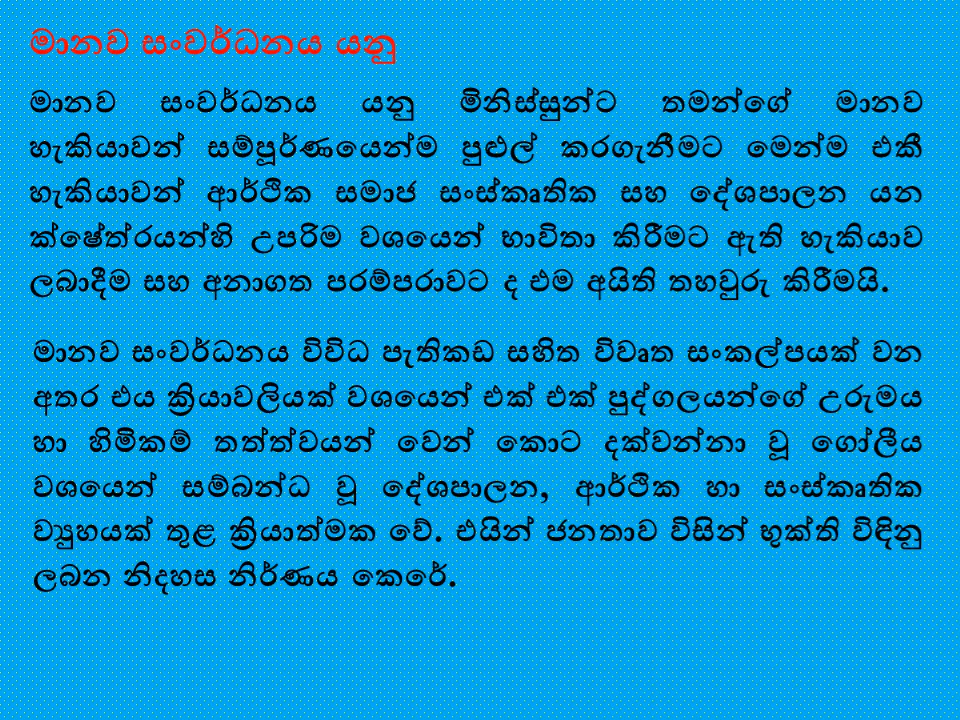 මානව සංවර්ධනය යනු
මානව සංවර්ධනය යනු මිනිස්සුන්ට තමන්ගේ මානව
හැකියාවන් සම්පූර්ණයෙන්ම පුළුල් කරගැනීමට මෙන්ම එකී
හැකියාවන් ආර්ථික සමාජ සංස්කෘතික සහ දේශපාලන යන
ක්ෂේත්රයන්හි උපරිම වශයෙන් භාවිතා කිරීමට ඇති හැකියාව
ලබාදීම සහ අනාගත පරම්පරාවට ද එම අයිති තහවුරු කිරීමයි.
මානව සංවර්ධනය විවිධ පැතිකඩ සහිත විවෘත සංකල්පයක් වන
අතර එය ක්‍රියාවලියක් වශයෙන් එක් එක් පුද්ගලයන්ගේ උරුමය
හා හිමිකම් තත්ත්වයන් වෙන් කොට දක්වන්නා වූ ගෝලීය
වශයෙන් සම්බන්ධ වූ දේශපාලන, ආර්ථික හා සංස්කෘතික
ව්‍යුහයක් තුළ ක්‍රියාත්මක වේ. එයින් ජනතාව විසින් භුක්ති විඳිනු
ලබන නිදහස නිර්ණය කෙරේ.